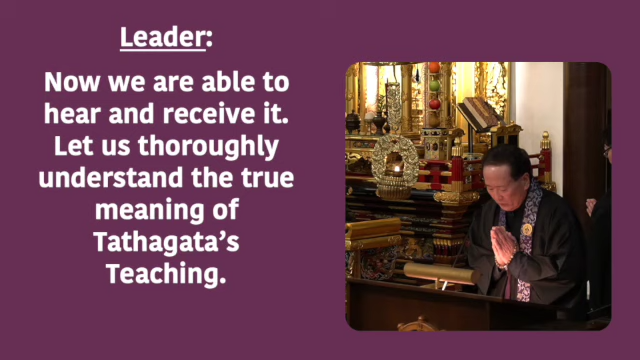 Leader:
Now we are able to
hear and receive it.
Let us thoroughly
understand the true
meaning of
Tathagata’s
Teaching.